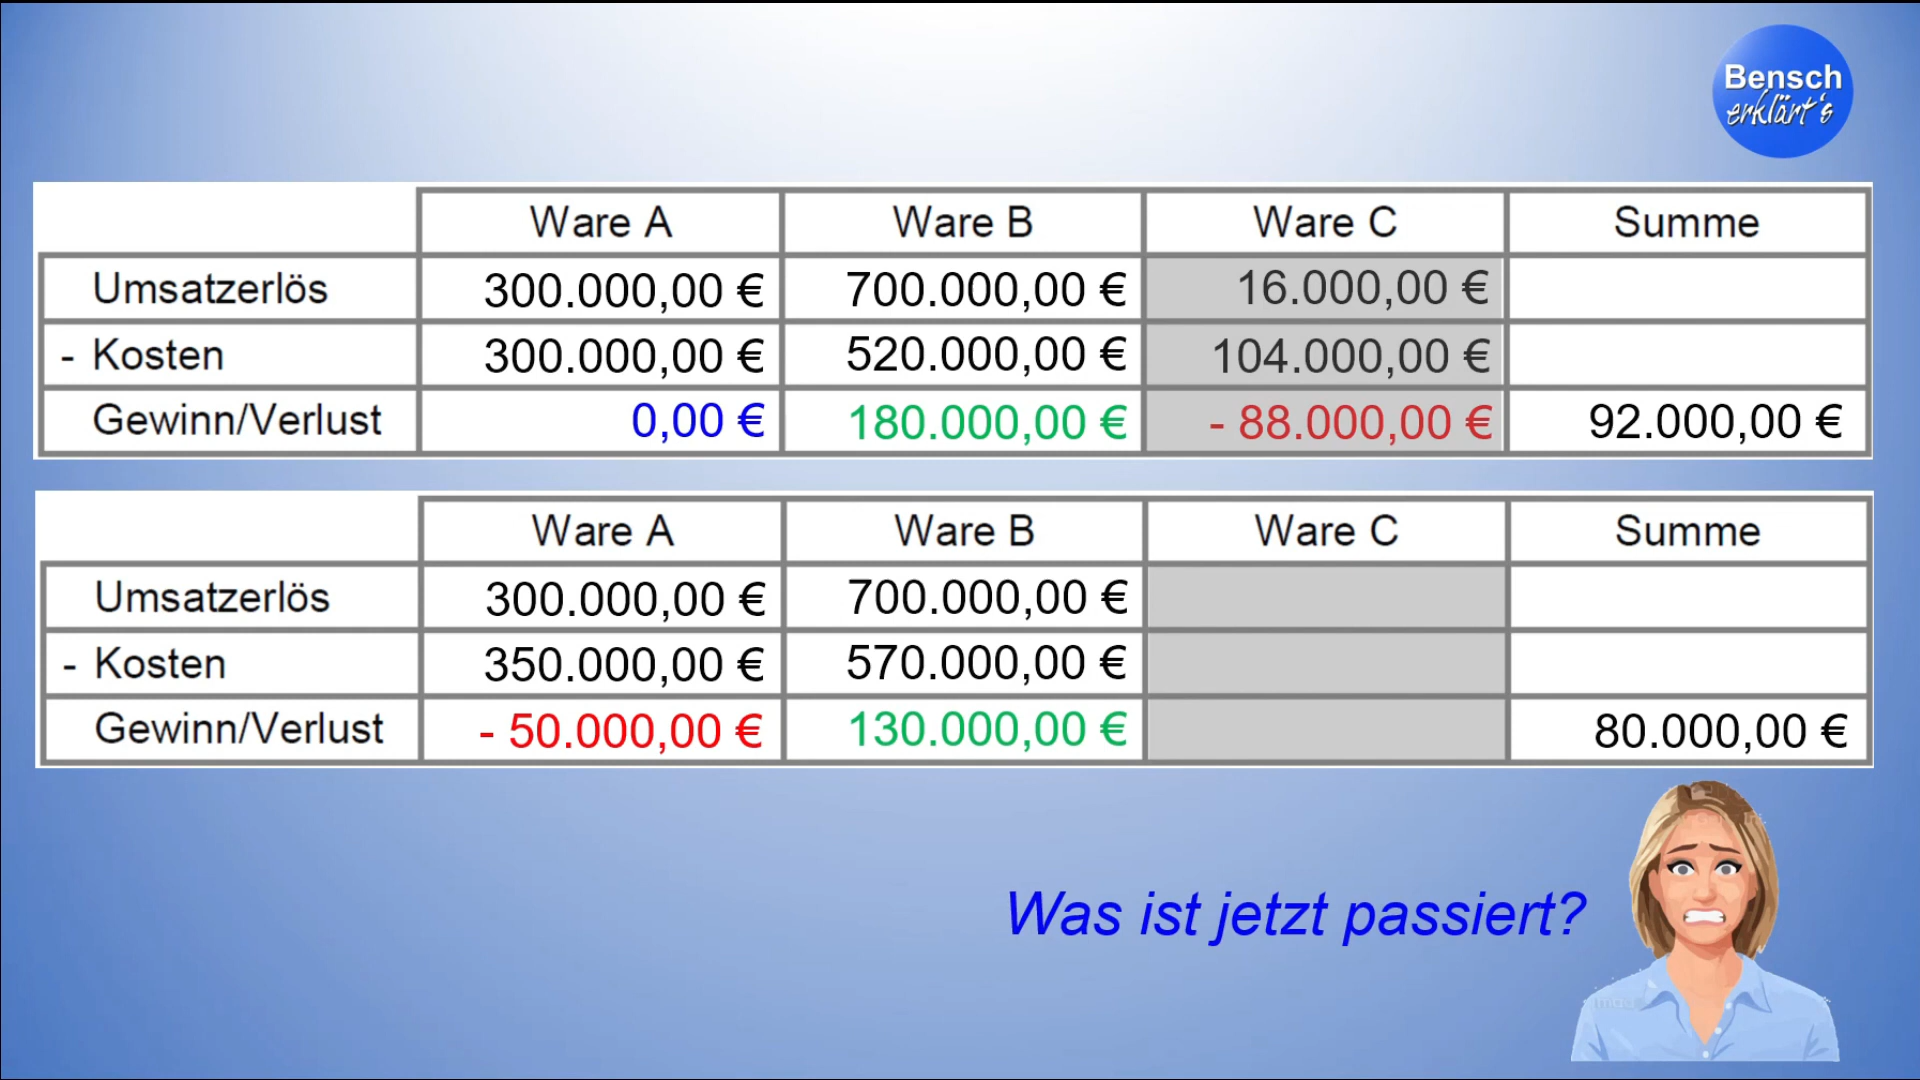 Bensch
erklärt's
Ware A Ware B Ware C Summe
Umsatzerlös 300.000,00 € 700.000,00 € 16.000,00 €
- Kosten 300.000,00 € 520.000,00 € 104.000,00 €
Gewinn/Verlust 0,00 € 180.000,00 € - 88.000,00 € 92.000,00 €
Ware A Ware B Ware C Summe
Umsatzerlös 300.000,00 € 700.000,00 €
- Kosten 350.000,00 € 570.000,00 €
Gewinn/Verlust - 50.000,00 € 130.000,00 € 80.000,00 €
Was ist jetzt passiert?